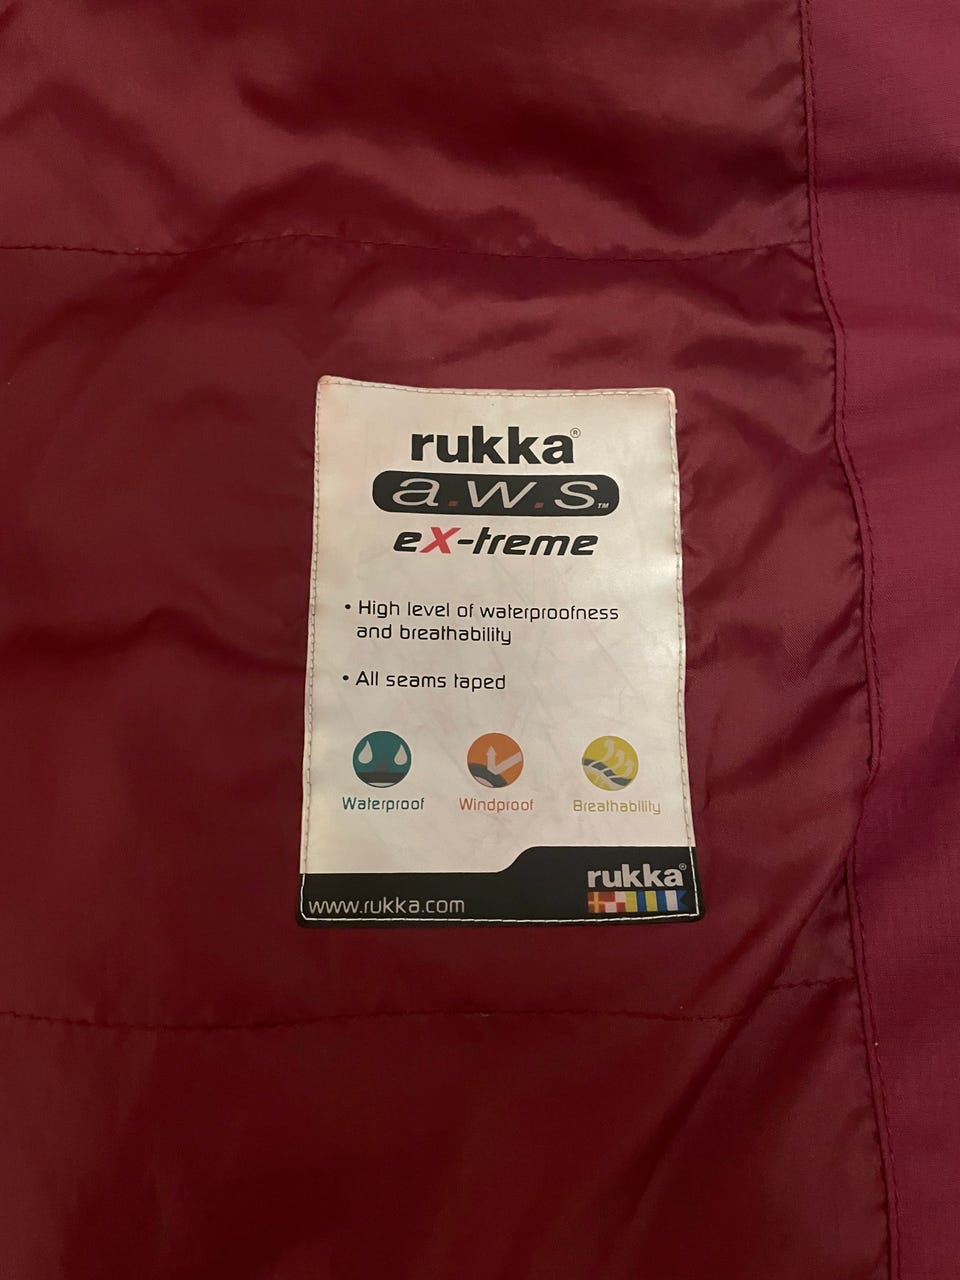 rukka®
a.w.s™
eX-treme
• High level of waterproofness
and breathability
• All seams taped
Waterproof Windproof Breathability
rukka®
www.rukka.com